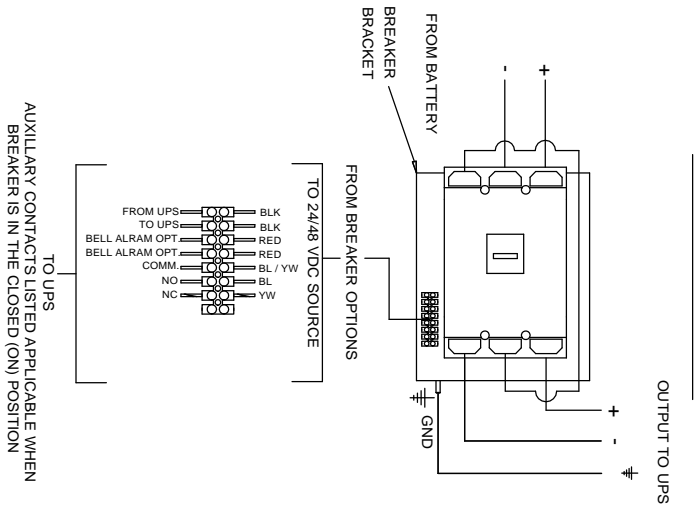 FROM BATTERY
-
+
BREAKER
BRACKET
OUTPUT TO UPS
+
-
GND
FROM BREAKER OPTIONS
TO 24/48 VDC SOURCE
FROM UPS BLK
TO UPS BLK
BELL ALRAM OPT. RED
BELL ALRAM OPT. RED
COMM. BL / YW
NO BL
NC YW
TO UPS
AUXILLARY CONTACTS LISTED APPLICABLE WHEN
BREAKER IS IN THE CLOSED (ON) POSITION